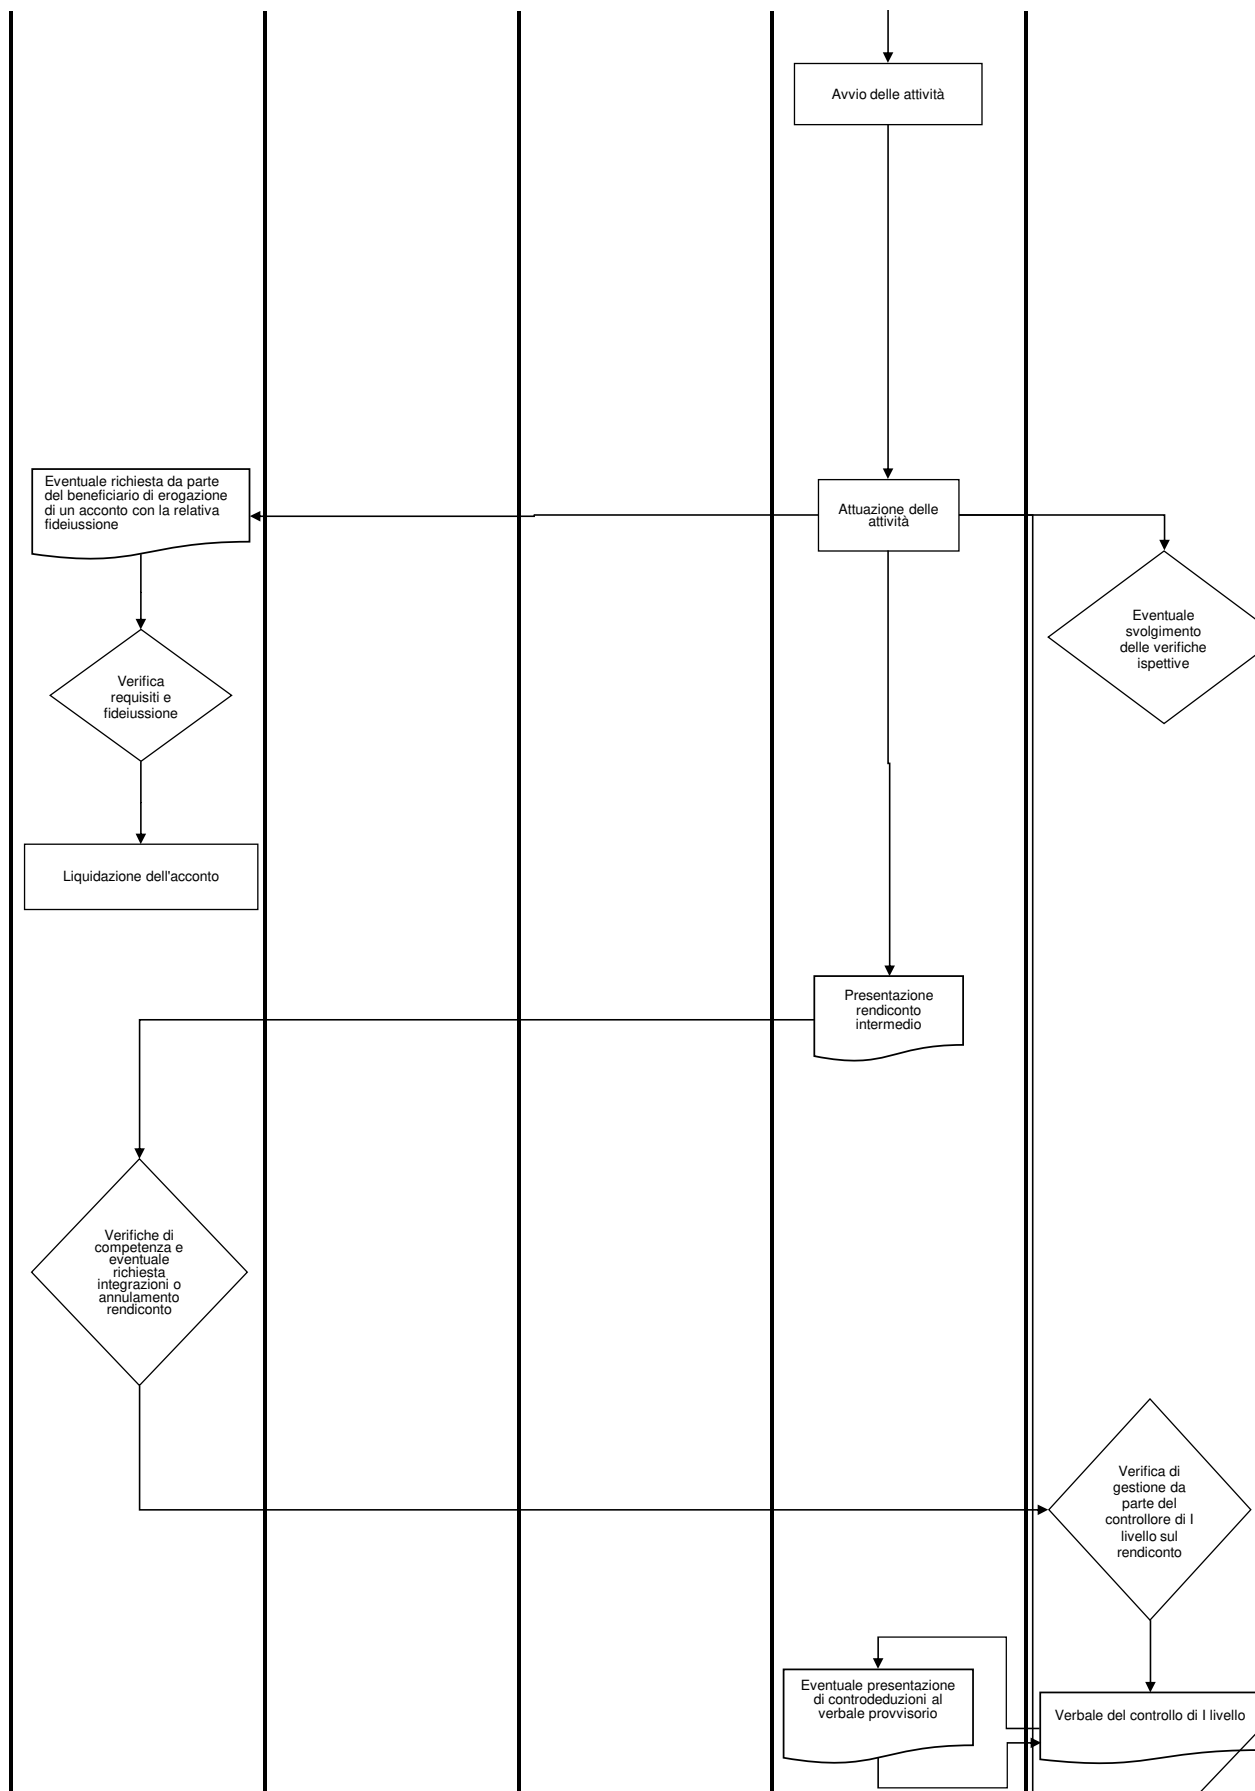 Avvio delle attività
Eventuale richiesta da parte
del beneficiario di erogazione
di un acconto con la relativa
fideiussione
Attuazione delle
attività
Eventuale
svolgimento
delle verifiche
ispettive
Verifica
requisiti e
fideiussione
Liquidazione dell'acconto
Presentazione
rendiconto
intermedio
Verifiche di
competenza e
eventuale
richiesta
integrazioni o
annulamento
rendiconto
Verifica di
gestione da
parte del
controllore di I
livello sul
rendiconto
Eventuale presentazione
di controdeduzioni al
verbale provvisorio
Verbale del controllo di I livello